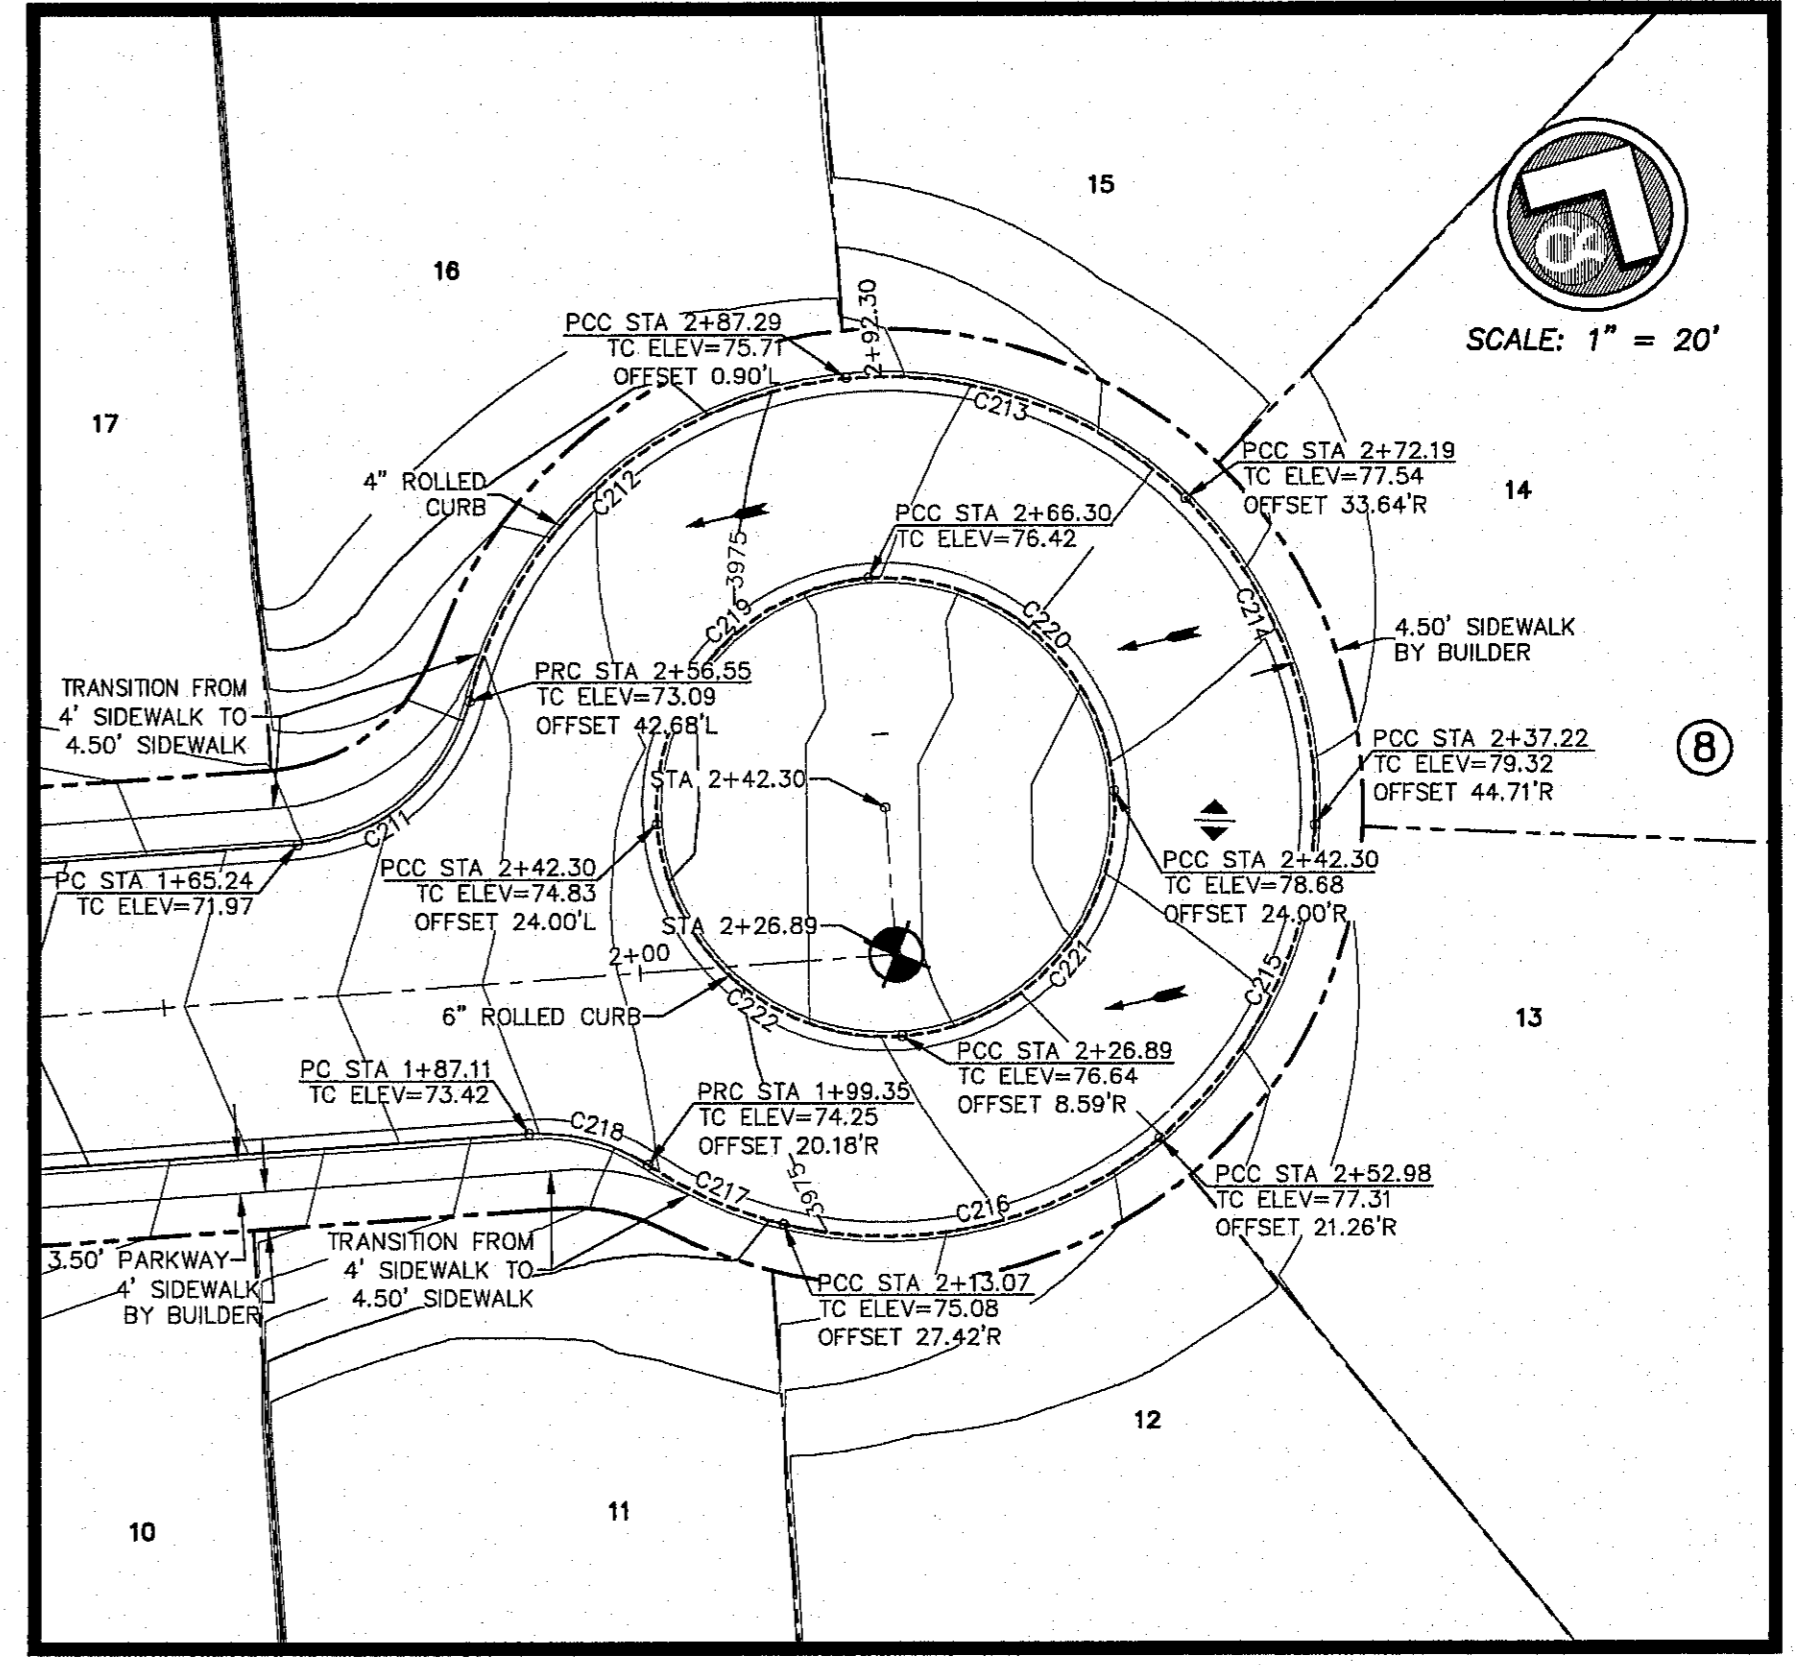 15
16
17
SCALE: 1" = 20'
PCC STA 2+87.29
TC ELEV=75.71
OFFSET 0.90'L
2+92.30
C213
PCC STA 2+72.19
TC ELEV=77.54
OFFSET 33.64'R
14
4" ROLLED
CURB
C212
PCC STA 2+66.30
TC ELEV=76.42
3975
C219
C220
C214
4.50' SIDEWALK
BY BUILDER
TRANSITION FROM
4' SIDEWALK TO
4.50' SIDEWALK
PRC STA 2+56.55
TC ELEV=73.09
OFFSET 42.68'L
STA 2+42.30
PCC STA 2+37.22
TC ELEV=79.32
OFFSET 44.71'R
8
C211
PC STA 1+65.24
TC ELEV=71.97
PCC STA 2+42.30
TC ELEV=74.83
OFFSET 24.00'L
PCC STA 2+42.30
TC ELEV=78.68
OFFSET 24.00'R
STA 2+26.89
2+00
C221
C215
6" ROLLED CURB
C222
13
PC STA 1+87.11
TC ELEV=73.42
PCC STA 2+26.89
TC ELEV=76.64
OFFSET 8.59'R
C218
PRC STA 1+99.35
TC ELEV=74.25
OFFSET 20.18'R
C217
3975
C216
PCC STA 2+52.98
TC ELEV=77.31
OFFSET 21.26'R
3.50' PARKWAY
4' SIDEWALK
BY BUILDER
TRANSITION FROM
4' SIDEWALK TO
4.50' SIDEWALK
PCC STA 2+13.07
TC ELEV=75.08
OFFSET 27.42'R
12
11
10